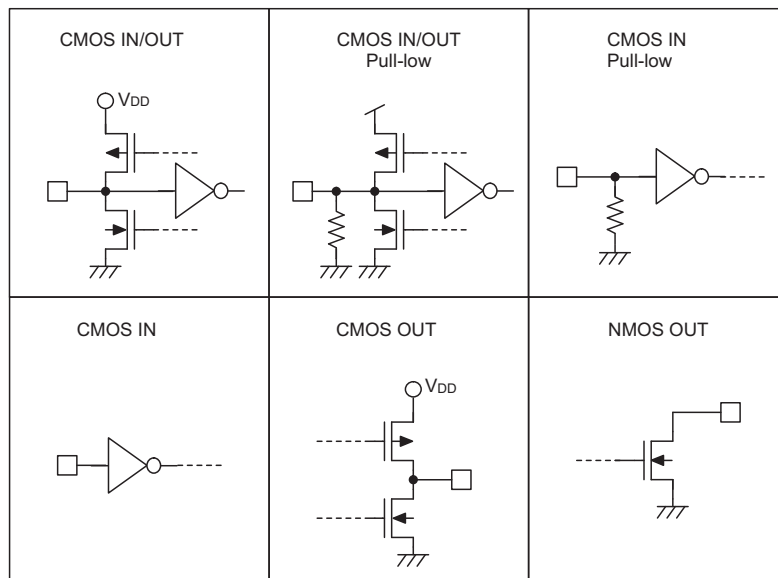 CMOS IN/OUT
VDD
CMOS IN/OUT
Pull-low
CMOS IN
Pull-low
CMOS IN
CMOS OUT
VDD
NMOS OUT